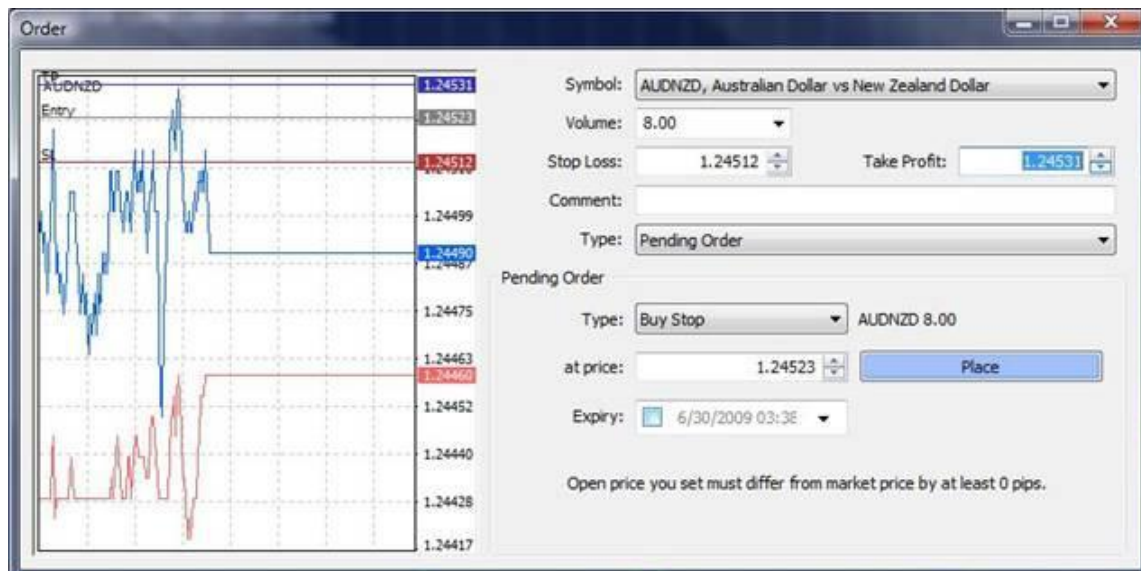 Order
TP
AUDNZD
Entry
SL
1.24531
1.24523
1.24512
1.24499
1.24490
1.24487
1.24475
1.24463
1.24460
1.24452
1.24440
1.24428
1.24417
Symbol: AUDNZD, Australian Dollar vs New Zealand Dollar
Volume: 8.00
Stop Loss: 1.24512 Take Profit: 1.24531
Comment:
Type: Pending Order
Pending Order
Type: Buy Stop AUDNZD 8.00
at price: 1.24523 Place
Expiry: 6/30/2009 03:38
Open price you set must differ from market price by at least 0 pips.